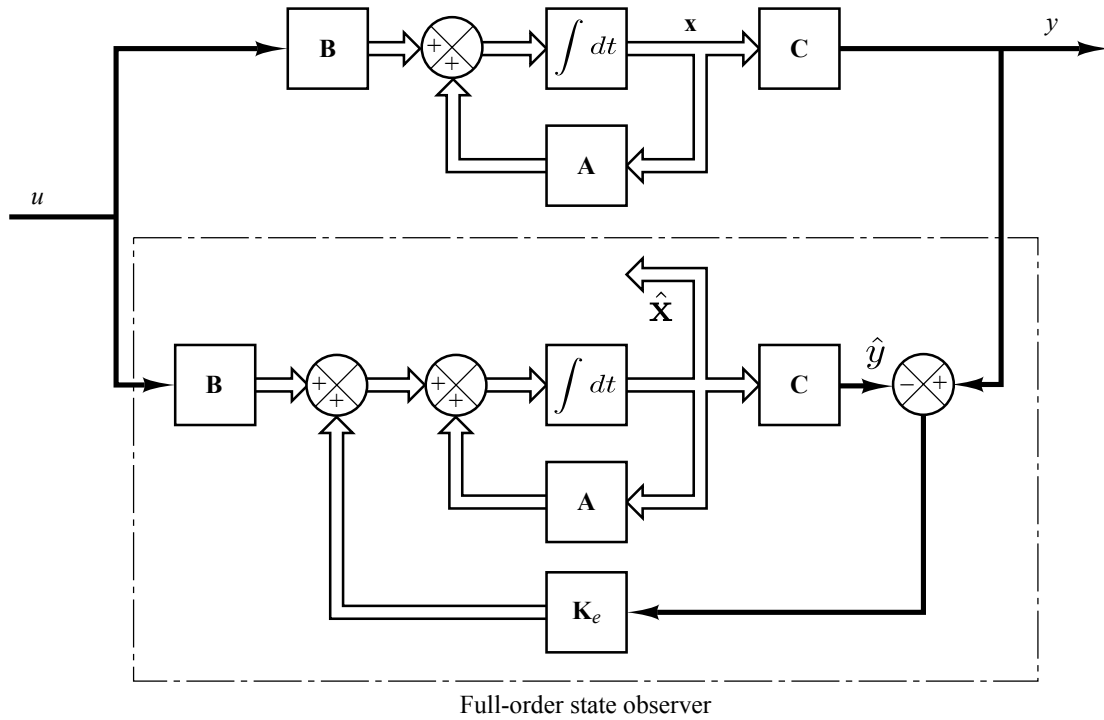 x
y
B
+
+
∫ dt
C
A
u
x̂
B
+
+
+
+
∫ dt
C
ŷ
−
+
A
Kₑ
Full-order state observer